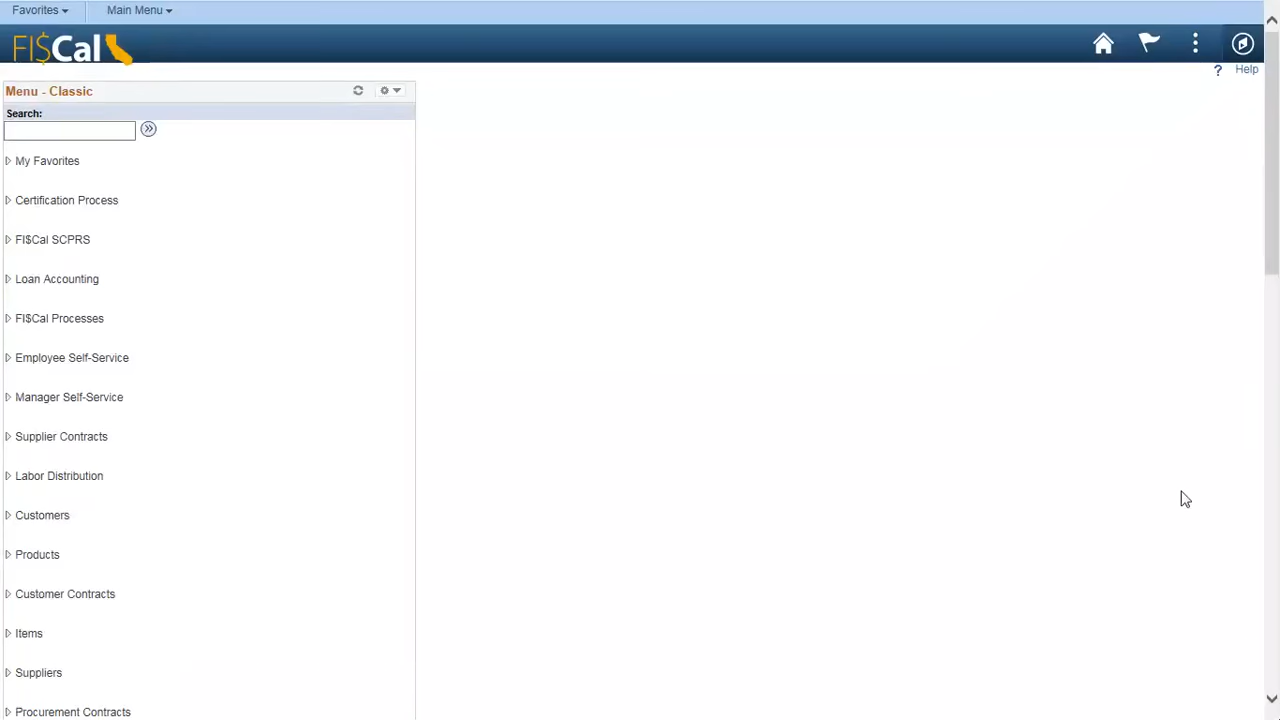 Favorites Main Menu
FI$Cal
? Help
Menu - Classic
Search:
My Favorites
Certification Process
FI$Cal SCPRS
Loan Accounting
FI$Cal Processes
Employee Self-Service
Manager Self-Service
Supplier Contracts
Labor Distribution
Customers
Products
Customer Contracts
Items
Suppliers
Procurement Contracts